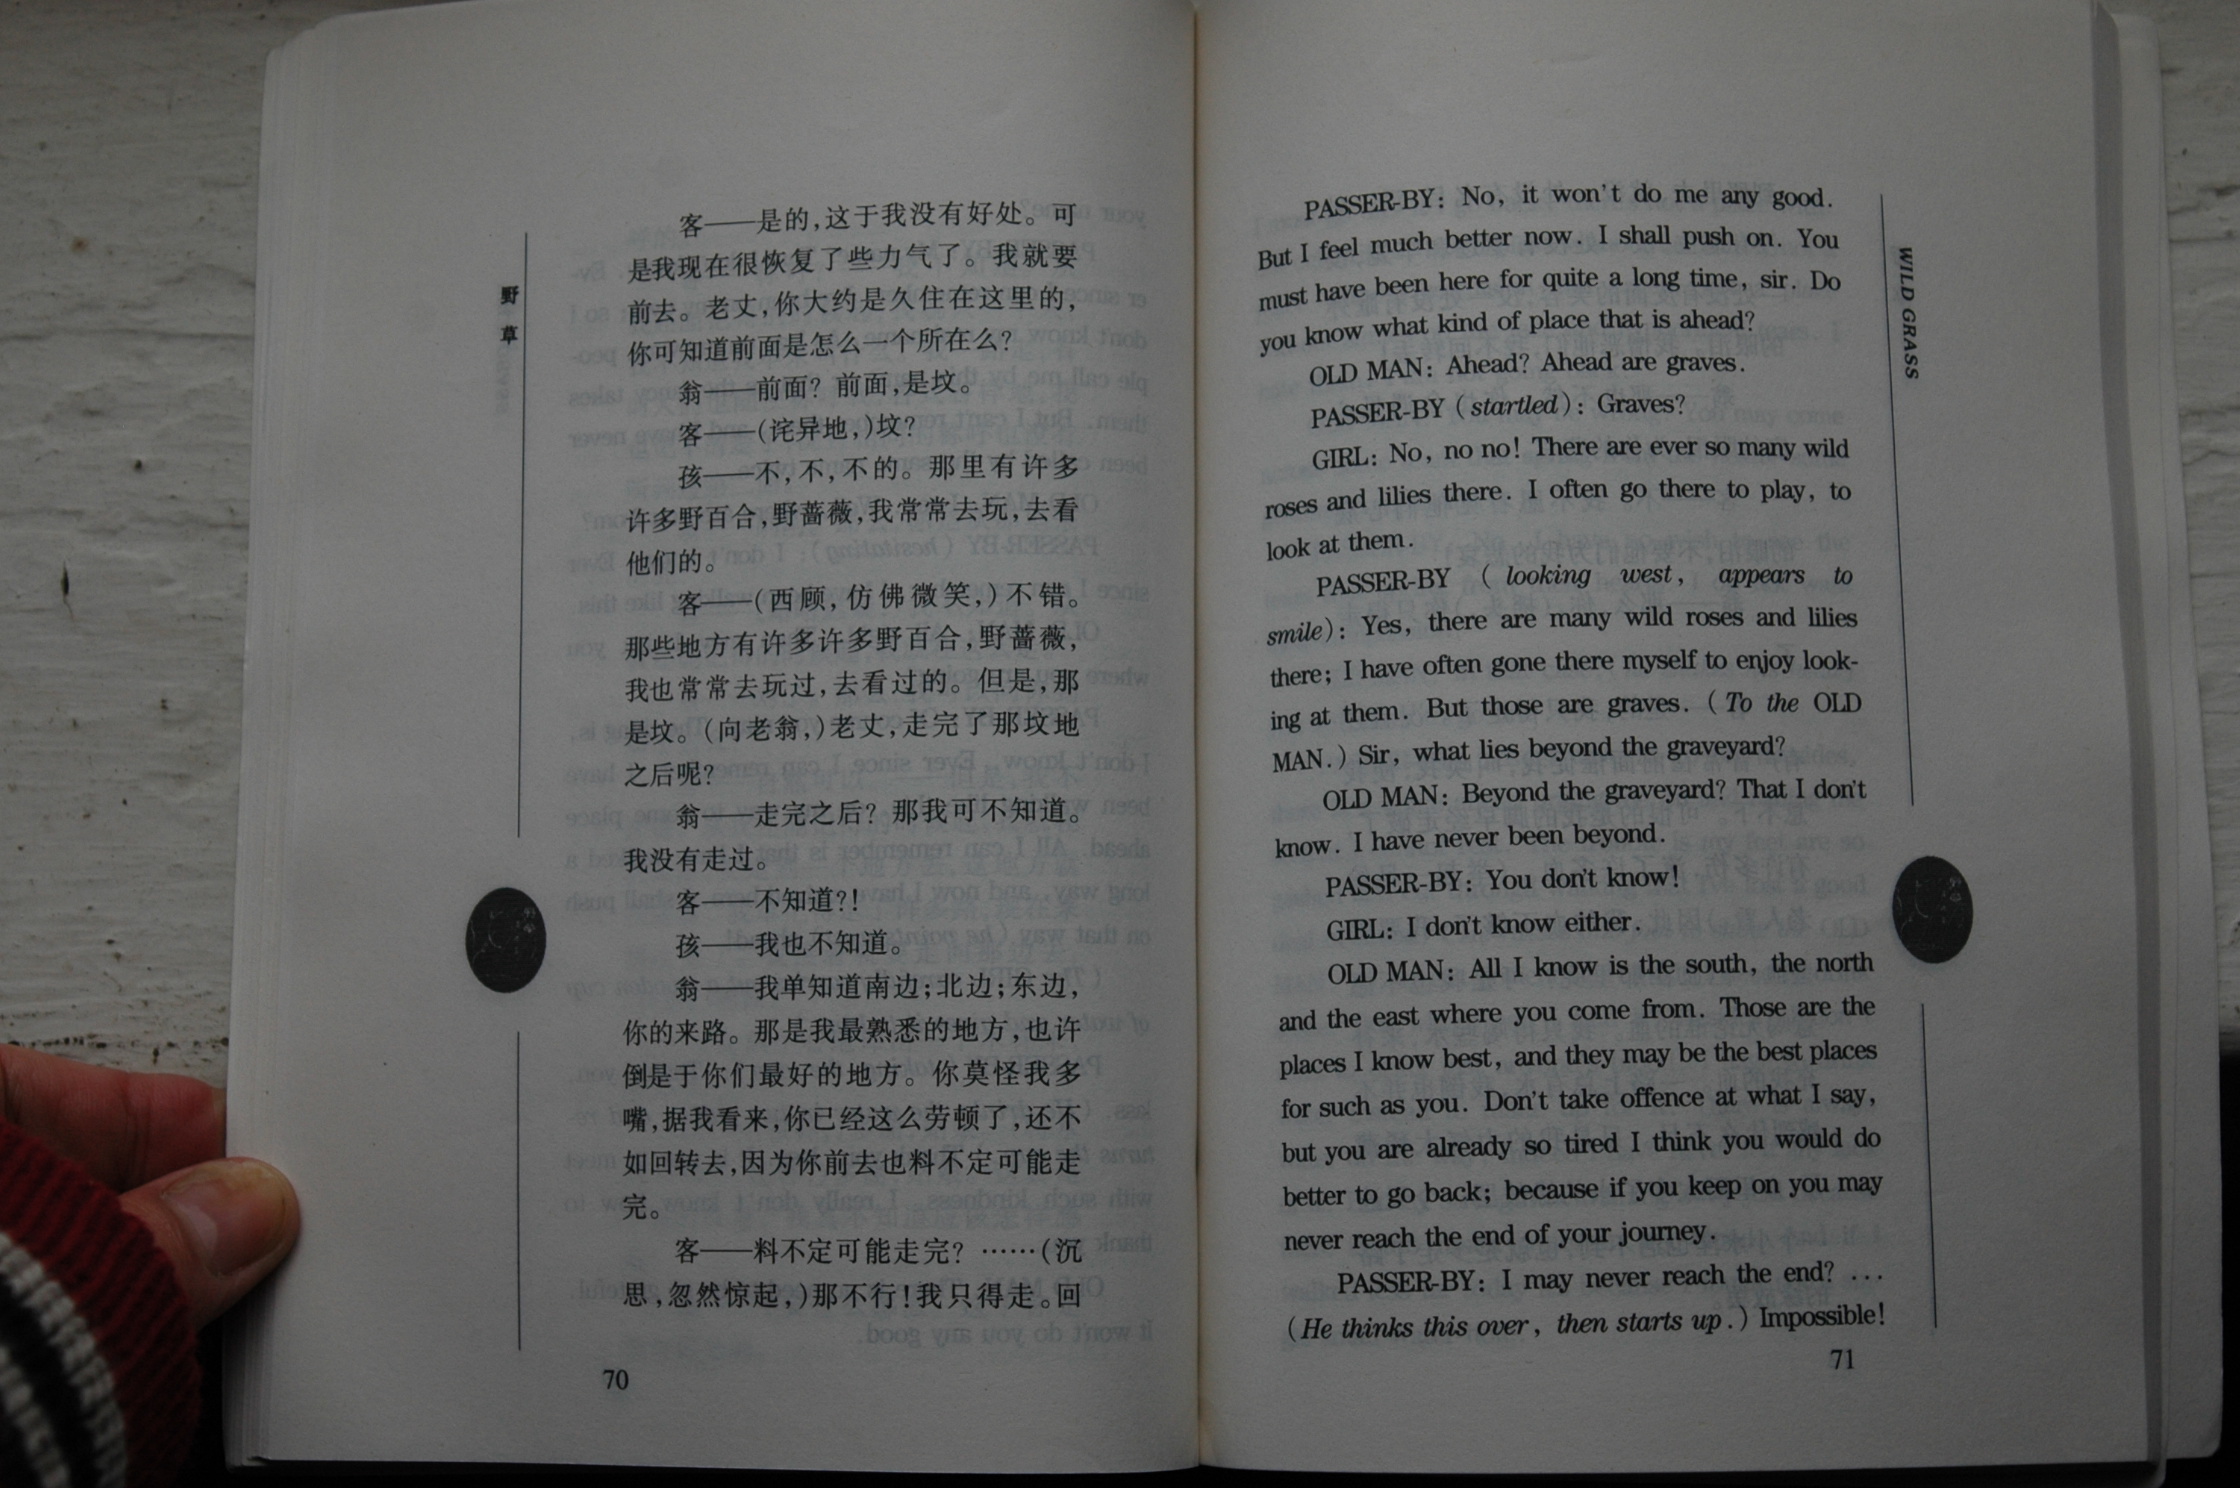 野草
客——是的,这于我没有好处。可
是我现在很恢复了些力气了。我就要
前去。老丈,你大约是久住在这里的,
你可知道前面是怎么一个所在么?
翁——前面? 前面,是坟。
客——(诧异地,)坟?
孩——不,不,不的。那里有许多
许多野百合,野蔷薇,我常常去玩,去看
他们的。
客——(西顾,仿佛微笑,)不错。
那些地方有许多许多野百合,野蔷薇,
我也常常去玩过,去看过的。但是,那
是坟。(向老翁,)老丈,走完了那坟地
之后呢?
翁——走完之后? 那我可不知道。
我没有走过。
客——不知道?!
孩——我也不知道。
翁——我单知道南边;北边;东边,
你的来路。那是我最熟悉的地方,也许
倒是于你们最好的地方。你莫怪我多
嘴,据我看来,你已经这么劳顿了,还不
如回转去,因为你前去也料不定可能走
完。
客——料不定可能走完? ……(沉
思,忽然惊起,)那不行!我只得走。回
70
PASSER-BY: No, it won't do me any good.
But I feel much better now. I shall push on. You
must have been here for quite a long time, sir. Do
you know what kind of place that is ahead?
OLD MAN: Ahead? Ahead are graves.
PASSER-BY (startled): Graves?
GIRL: No, no no! There are ever so many wild
roses and lilies there. I often go there to play, to
look at them.
PASSER-BY (looking west, appears to
smile): Yes, there are many wild roses and lilies
there; I have often gone there myself to enjoy look-
ing at them. But those are graves. (To the OLD
MAN.) Sir, what lies beyond the graveyard?
OLD MAN: Beyond the graveyard? That I don't
know. I have never been beyond.
PASSER-BY: You don't know!
GIRL: I don't know either.
OLD MAN: All I know is the south, the north
and the east where you come from. Those are the
places I know best, and they may be the best places
for such as you. Don't take offence at what I say,
but you are already so tired I think you would do
better to go back; because if you keep on you may
never reach the end of your journey.
PASSER-BY: I may never reach the end? ...
(He thinks this over, then starts up.) Impossible!
71
WILD GRASS